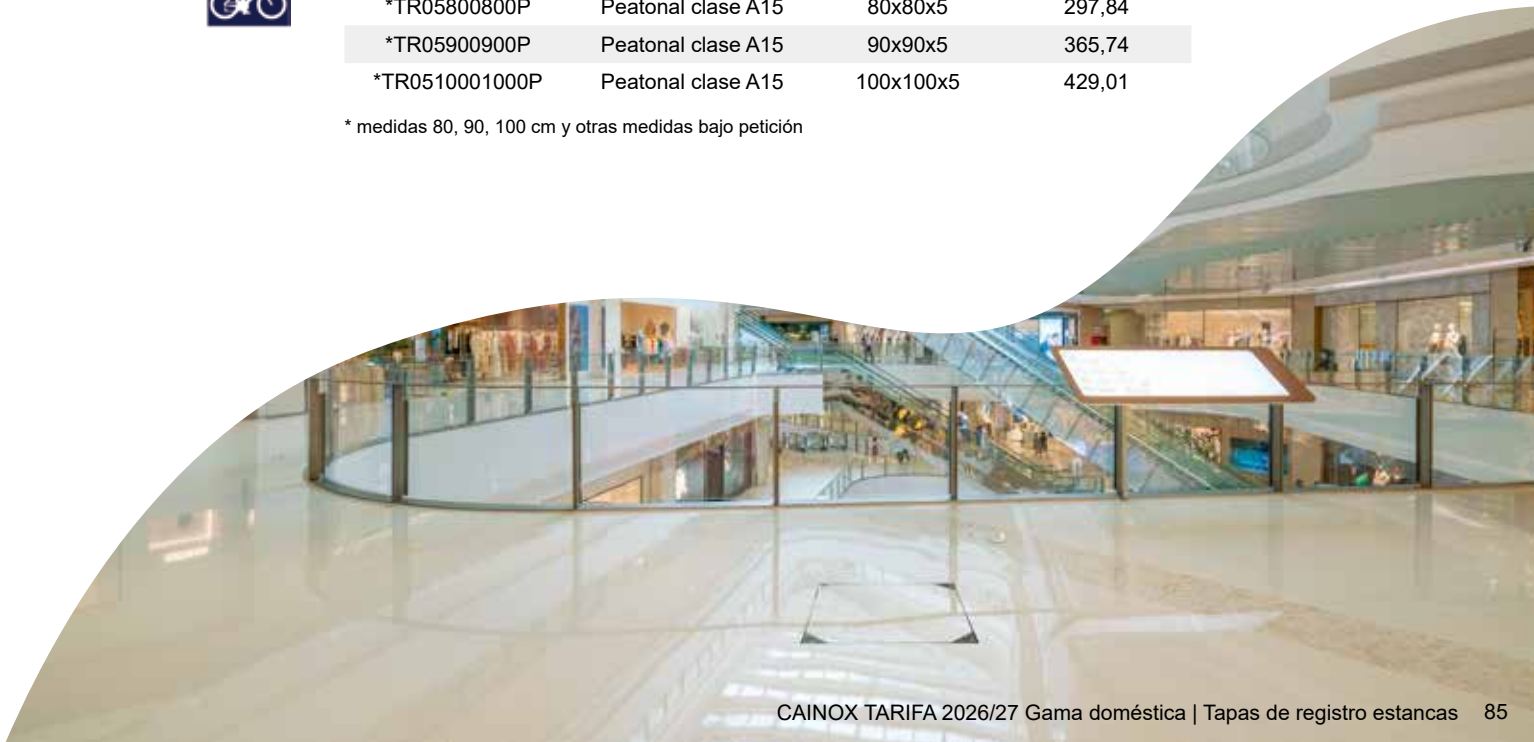 *TR05800800P Peatonal clase A15 80x80x5 297,84
*TR05900900P Peatonal clase A15 90x90x5 365,74
*TR0510001000P Peatonal clase A15 100x100x5 429,01
* medidas 80, 90, 100 cm y otras medidas bajo petición
CAINOX TARIFA 2026/27 Gama doméstica | Tapas de registro estancas 85